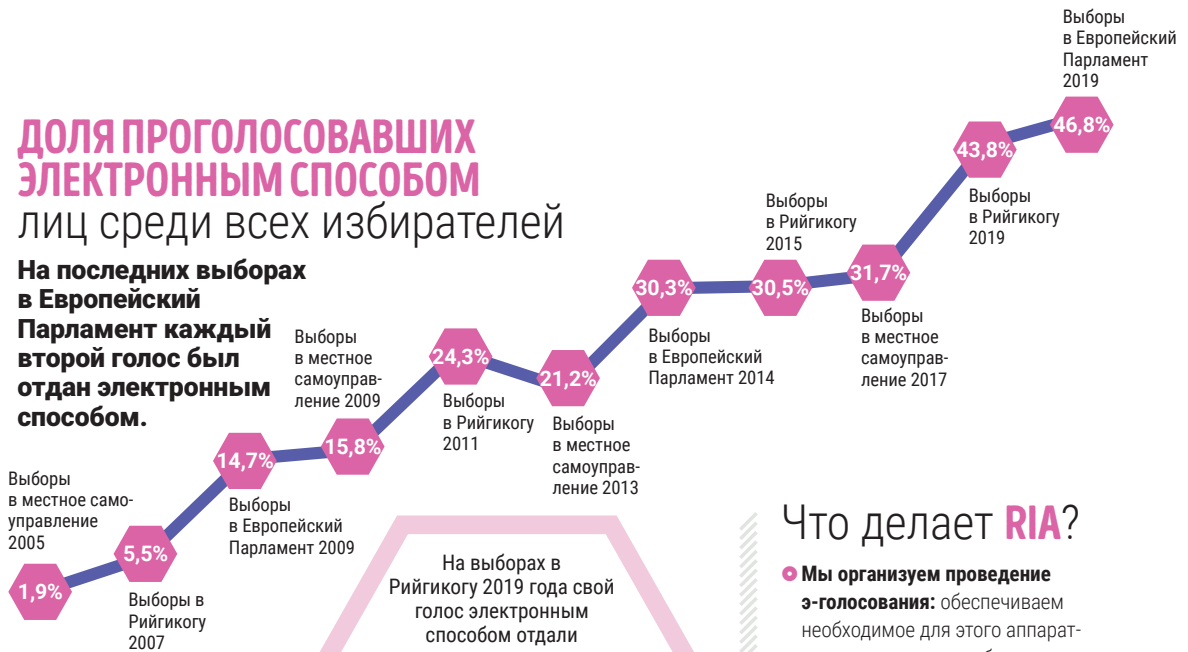 ДОЛЯ ПРОГОЛОСОВАВШИХ
ЭЛЕКТРОННЫМ СПОСОБОМ
лиц среди всех избирателей
На последних выборах
в Европейский
Парламент каждый
второй голос был
отдан электронным
способом.
Выборы
в местное само-
управление
2005
1,9%
5,5%
Выборы в
Рийгикогу
2007
14,7%
Выборы
в Европейский
Парламент 2009
Выборы
в местное
самоуправ-
ление 2009
15,8%
24,3%
Выборы
в Рийгикогу
2011
21,2%
Выборы
в местное
самоуправ-
ление 2013
30,3%
Выборы
в Европейский
Парламент 2014
Выборы
в Рийгикогу
2015
30,5%
31,7%
Выборы
в местное
самоуправ-
ление 2017
43,8%
Выборы
в Рийгикогу
2019
Выборы
в Европейский
Парламент
2019
46,8%
На выборах в
Рийгикогу 2019 года свой
голос электронным
способом отдали
Что делает RIA?
Мы организуем проведение
э-голосования: обеспечиваем
необходимое для этого аппарат-